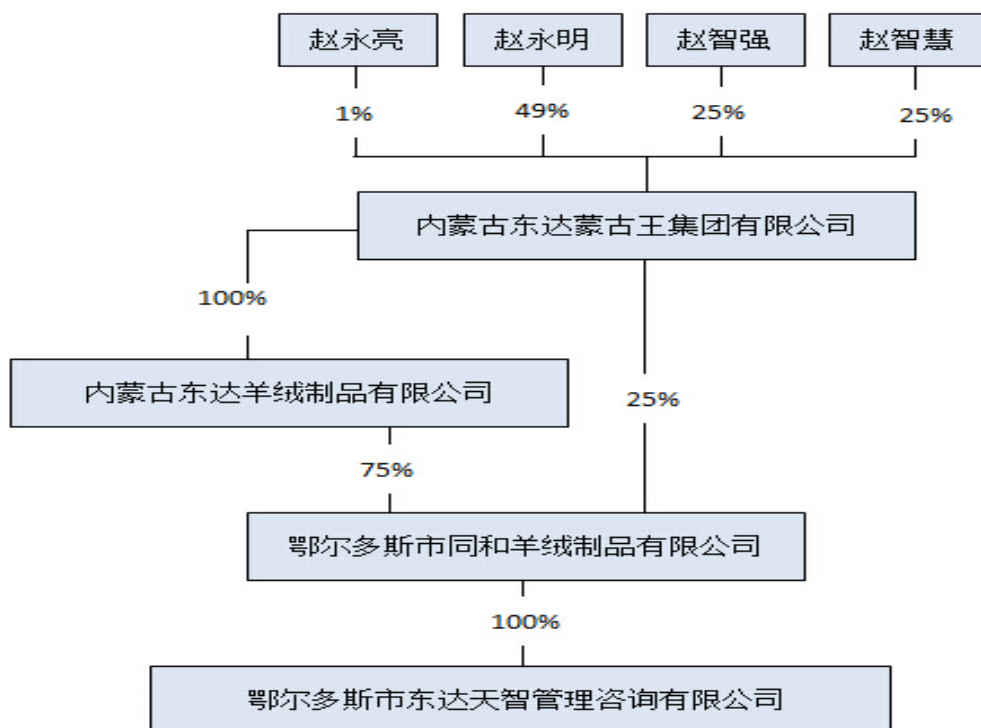 赵永亮 赵永明 赵智强 赵智慧
1% 49% 25% 25%
内蒙古东达蒙古王集团有限公司
100%
内蒙古东达羊绒制品有限公司
25%
75%
鄂尔多斯市同和羊绒制品有限公司
100%
鄂尔多斯市东达天智管理咨询有限公司